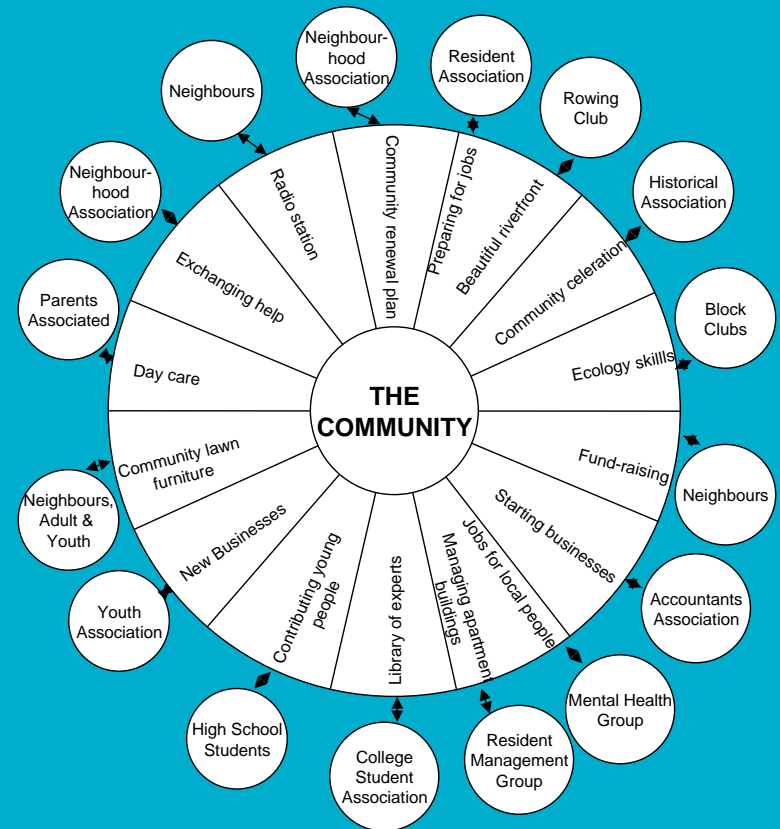 Neighbour-
hood
Association
Resident
Association
Rowing
Club
Historical
Association
Block
Clubs
Neighbours
Accountants
Association
Mental Health
Group
Resident
Management
Group
College
Student
Association
High School
Students
Youth
Association
Neighbours,
Adult &
Youth
Parents
Associated
Neighbour-
hood
Association
Neighbours
Community renewal plan
Preparing for jobs
Beautiful riverfront
Community celeration
Ecology skillls
Fund-raising
Starting businesses
Jobs for local people
Managing apartment
buildings
Library of experts
Contributing young
people
New Businesses
Community lawn
furniture
Day care
Exchanging help
Radio station
THE
COMMUNITY